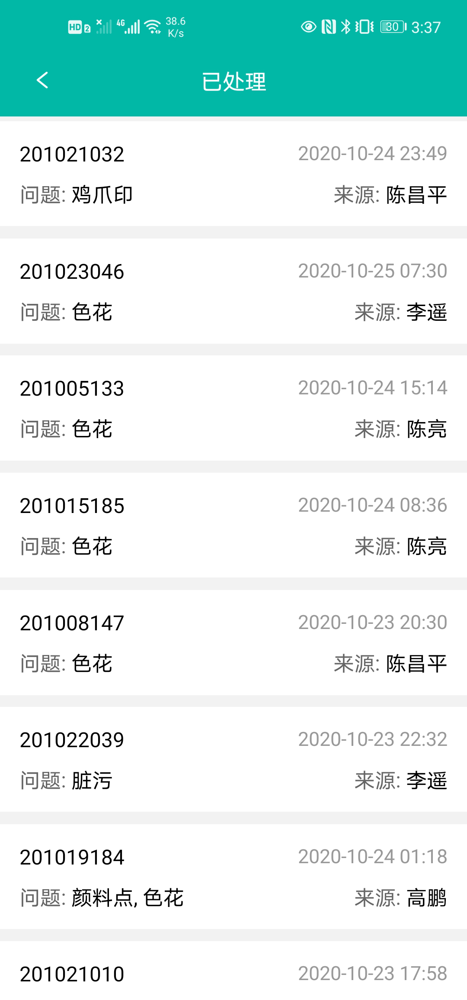 HD 2 4G 38.6 K/s 30 3:37
已处理
201021032 2020-10-24 23:49
问题: 鸡爪印 来源: 陈昌平
201023046 2020-10-25 07:30
问题: 色花 来源: 李遥
201005133 2020-10-24 15:14
问题: 色花 来源: 陈亮
201015185 2020-10-24 08:36
问题: 色花 来源: 陈亮
201008147 2020-10-23 20:30
问题: 色花 来源: 陈昌平
201022039 2020-10-23 22:32
问题: 脏污 来源: 李遥
201019184 2020-10-24 01:18
问题: 颜料点, 色花 来源: 高鹏
201021010 2020-10-23 17:58